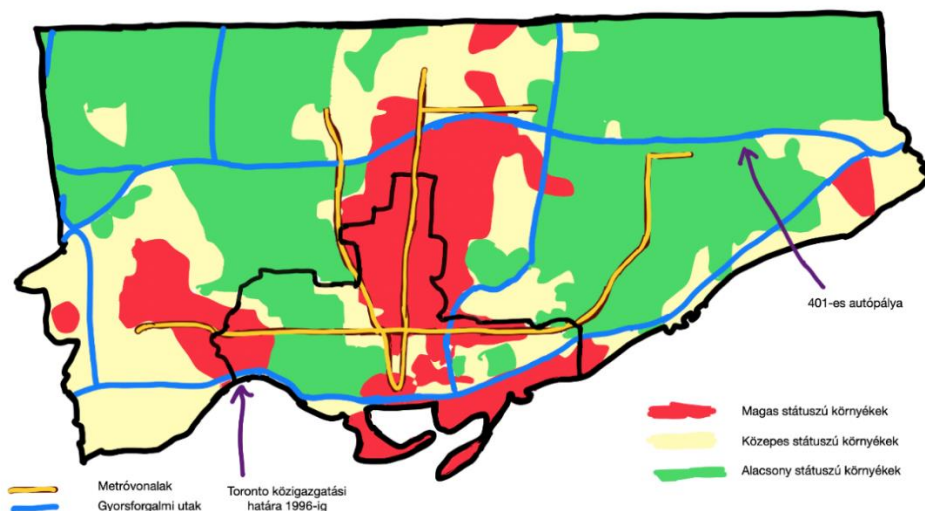 401-es autópálya
Magas státuszú környékek
Közepes státuszú környékek
Alacsony státuszú környékek
Metróvonalak
Gyorsforgalmi utak
Toronto közigazgatási
határa 1996-ig